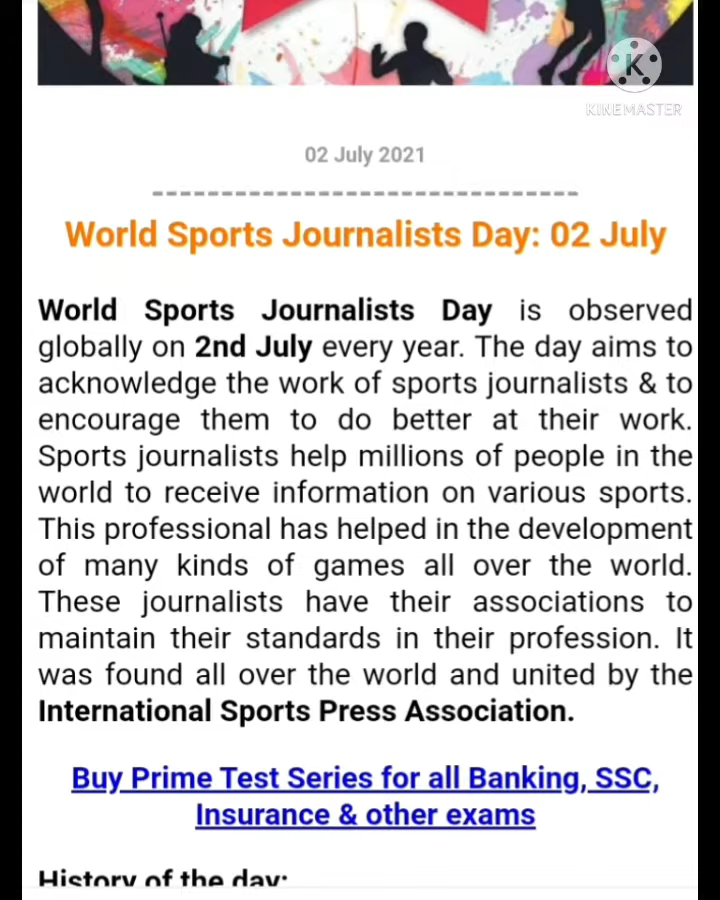 K
KINEMASTER
02 July 2021
-------------------------------
World Sports Journalists Day: 02 July
World Sports Journalists Day is observed
globally on 2nd July every year. The day aims to
acknowledge the work of sports journalists & to
encourage them to do better at their work.
Sports journalists help millions of people in the
world to receive information on various sports.
This professional has helped in the development
of many kinds of games all over the world.
These journalists have their associations to
maintain their standards in their profession. It
was found all over the world and united by the
International Sports Press Association.
Buy Prime Test Series for all Banking, SSC,
Insurance & other exams
History of the day: